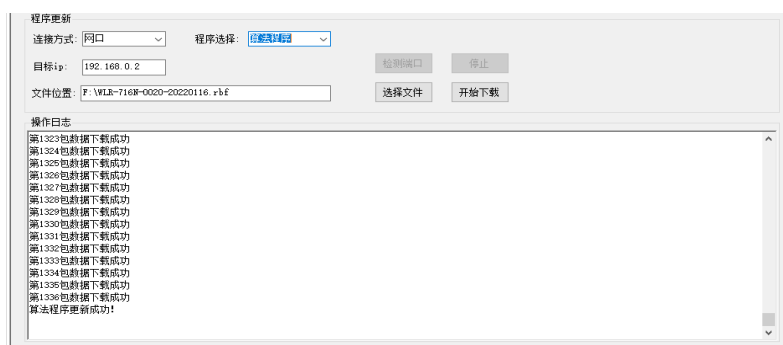 程序更新
连接方式: 网口 程序选择: 算法程序
目标ip: 192.168.0.2 检测端口 停止
文件位置: F:\WLR-716N-0020-20220116.rbf 选择文件 开始下载
操作日志
第1323包数据下载成功
第1324包数据下载成功
第1325包数据下载成功
第1326包数据下载成功
第1327包数据下载成功
第1328包数据下载成功
第1329包数据下载成功
第1330包数据下载成功
第1331包数据下载成功
第1332包数据下载成功
第1333包数据下载成功
第1334包数据下载成功
第1335包数据下载成功
第1336包数据下载成功
算法程序更新成功!